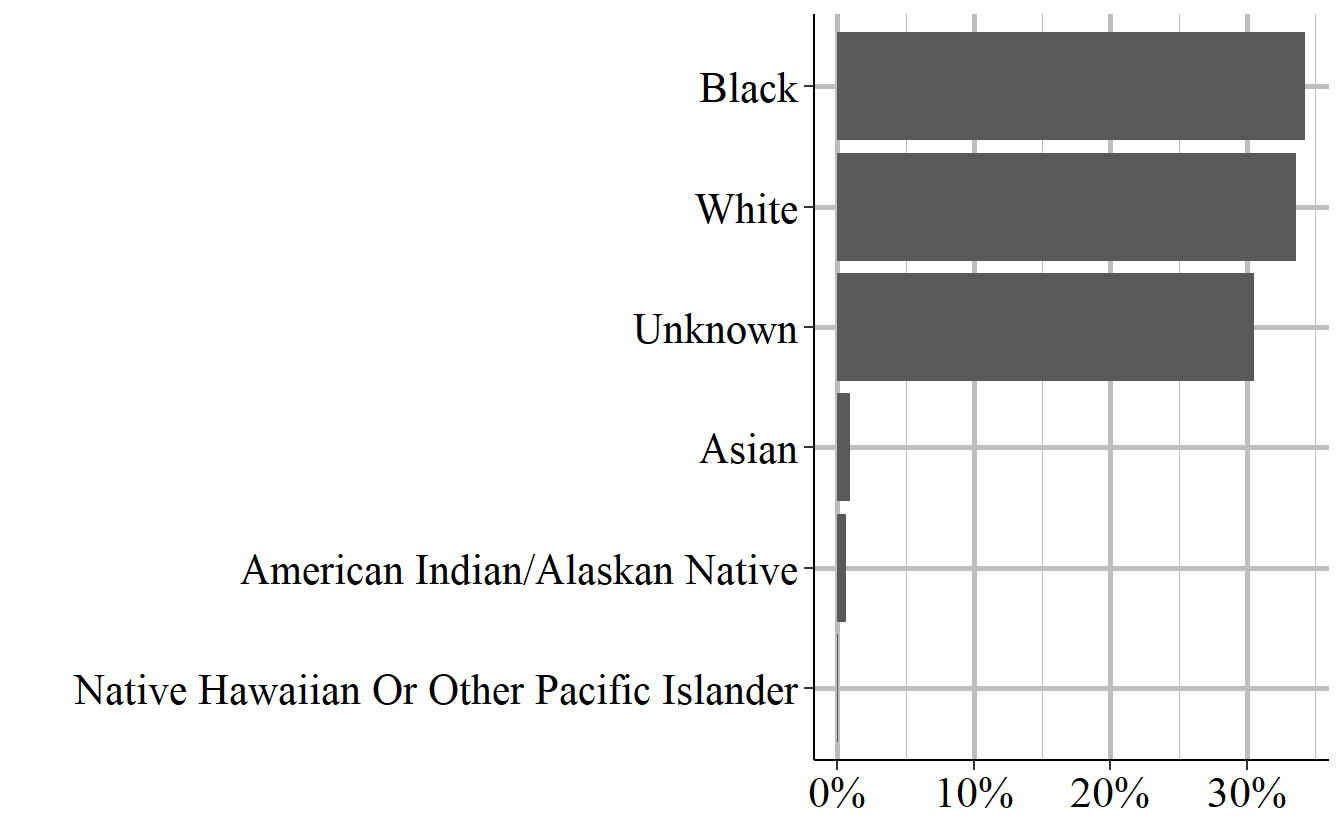 Black
White
Unknown
Asian
American Indian/Alaskan Native
Native Hawaiian Or Other Pacific Islander
0% 10% 20% 30%